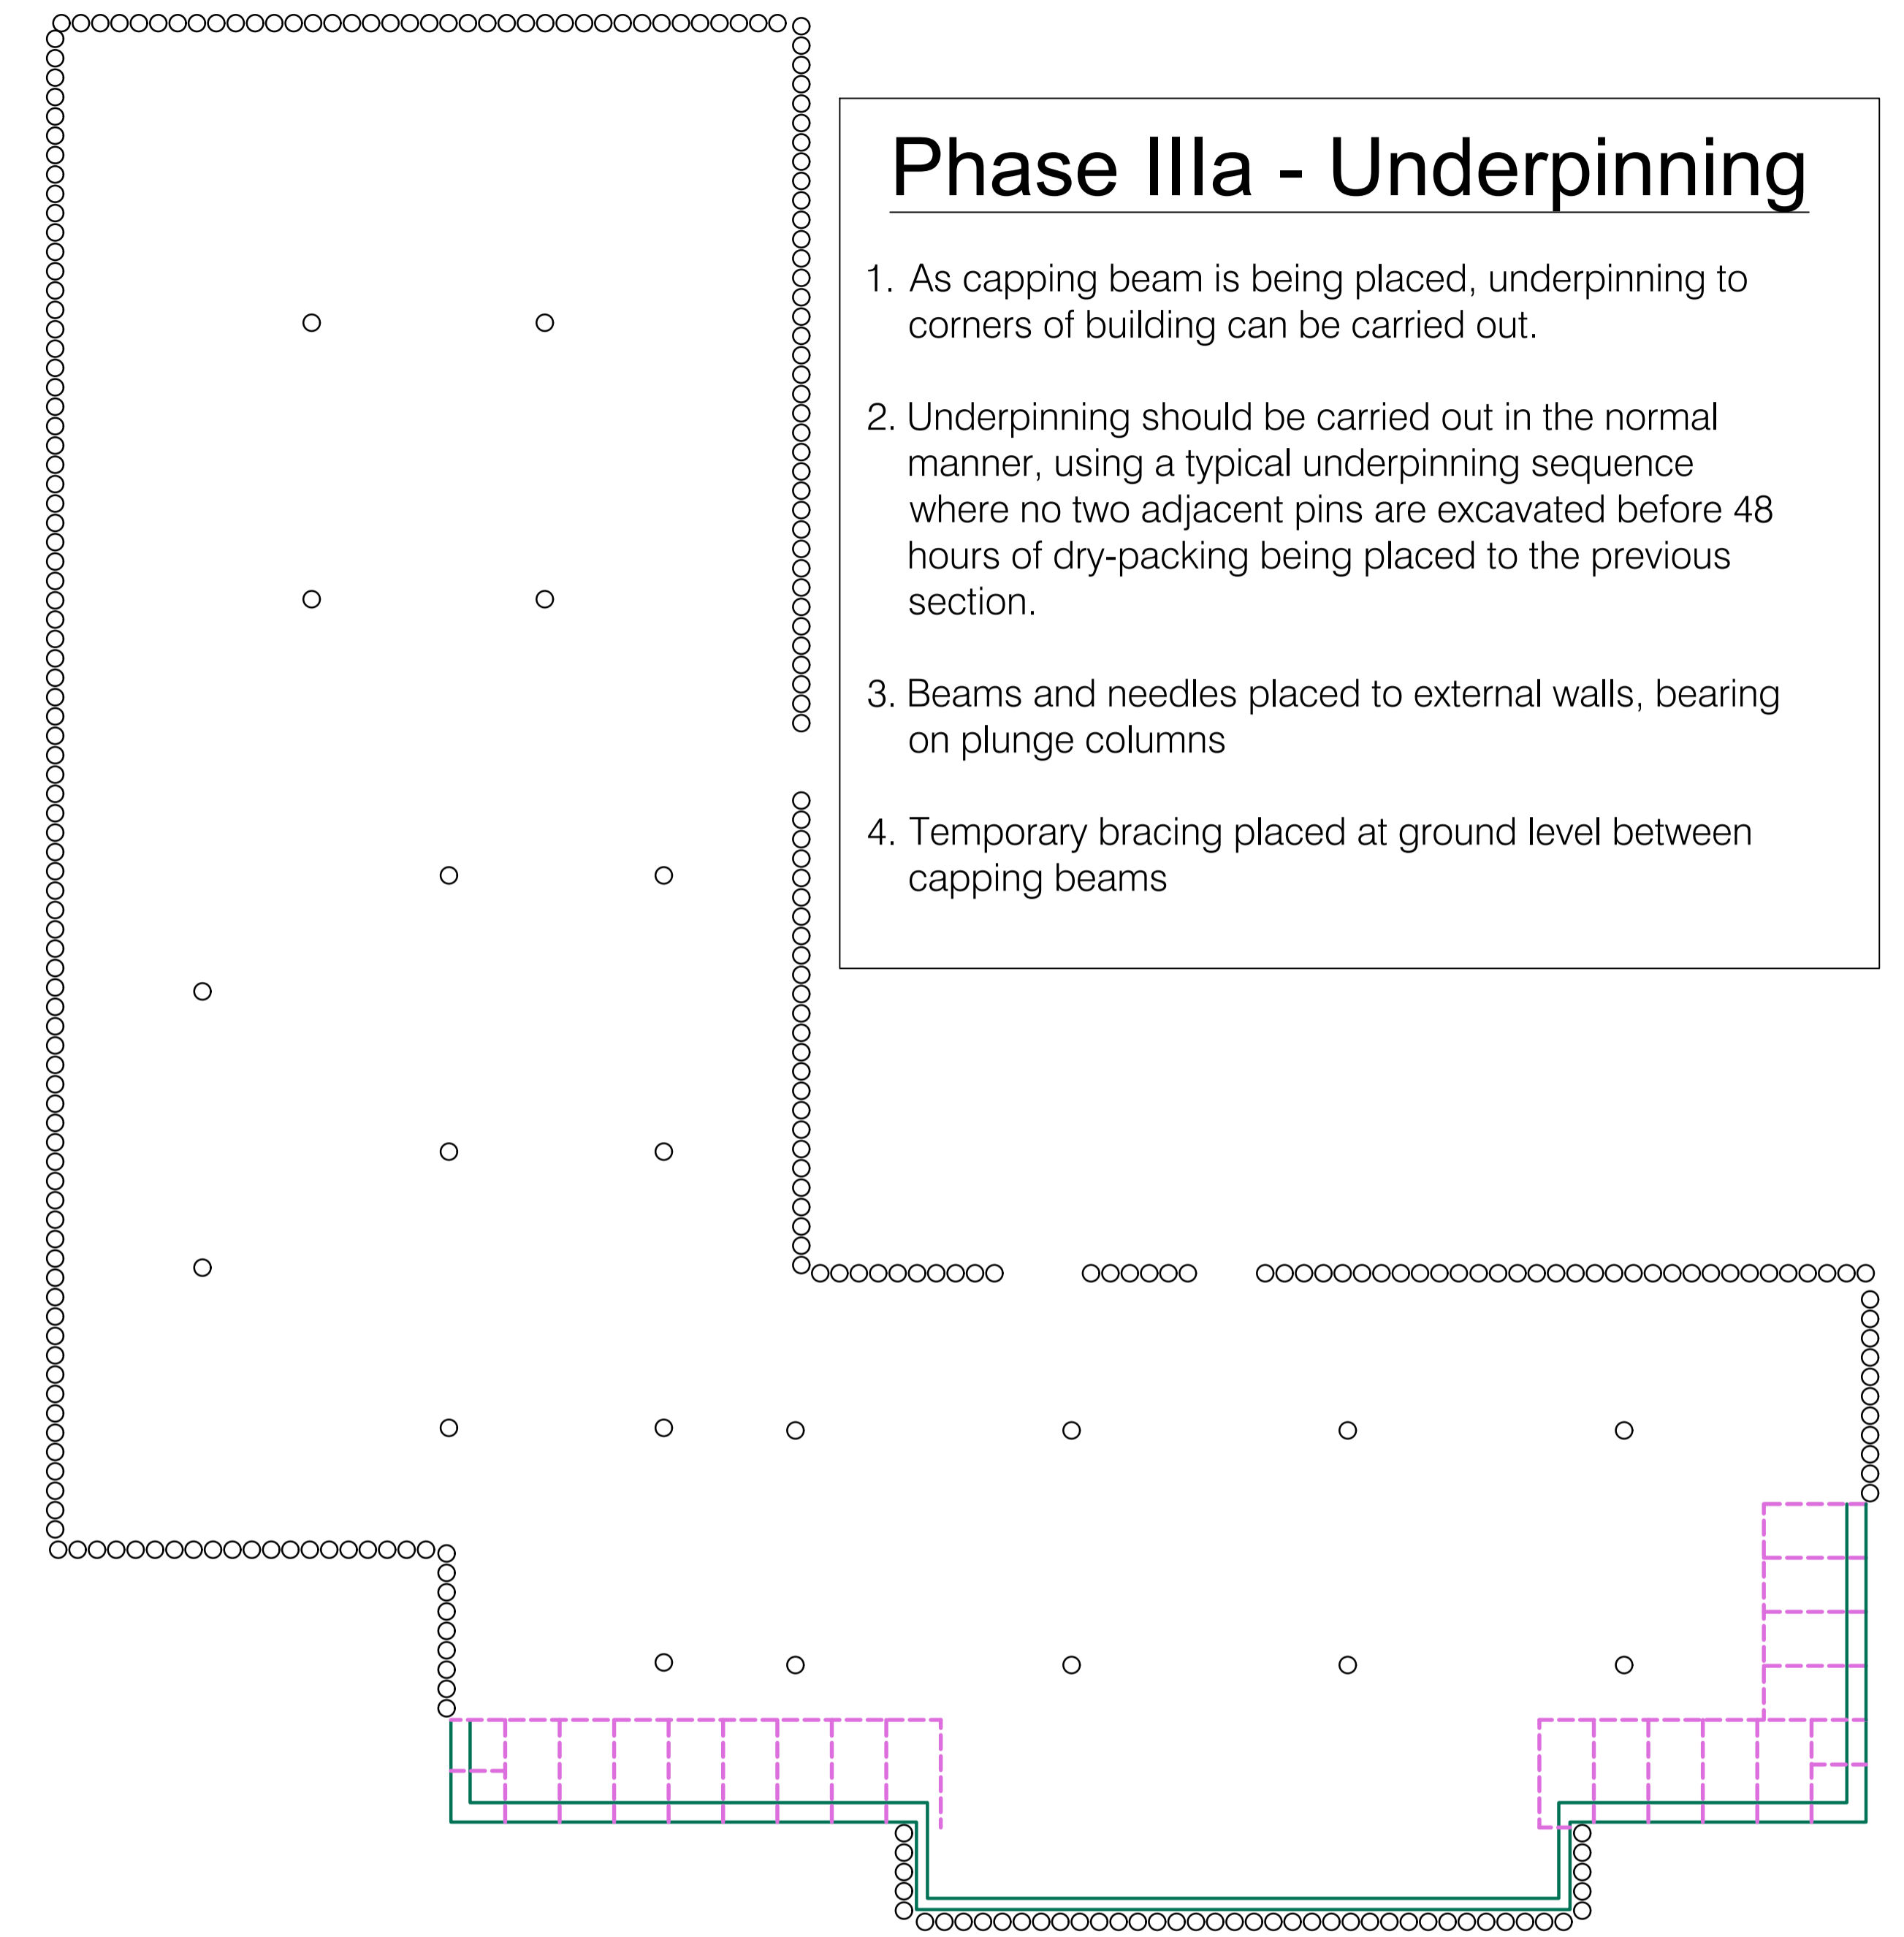 Phase IIIa - Underpinning
1. As capping beam is being placed, underpinning to
corners of building can be carried out.
2. Underpinning should be carried out in the normal
manner, using a typical underpinning sequence
where no two adjacent pins are excavated before 48
hours of dry-packing being placed to the previous
section.
3. Beams and needles placed to external walls, bearing
on plunge columns
4. Temporary bracing placed at ground level between
capping beams